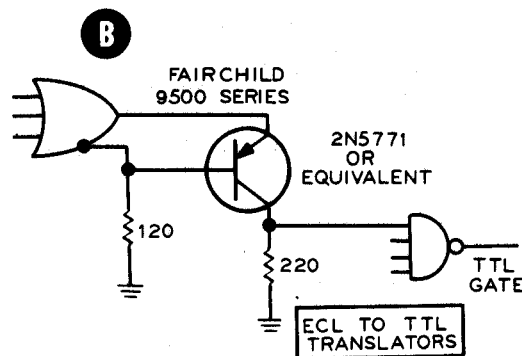 B
FAIRCHILD
9500 SERIES
2N5771
OR
EQUIVALENT
120
220
TTL
GATE
ECL TO TTL
TRANSLATORS